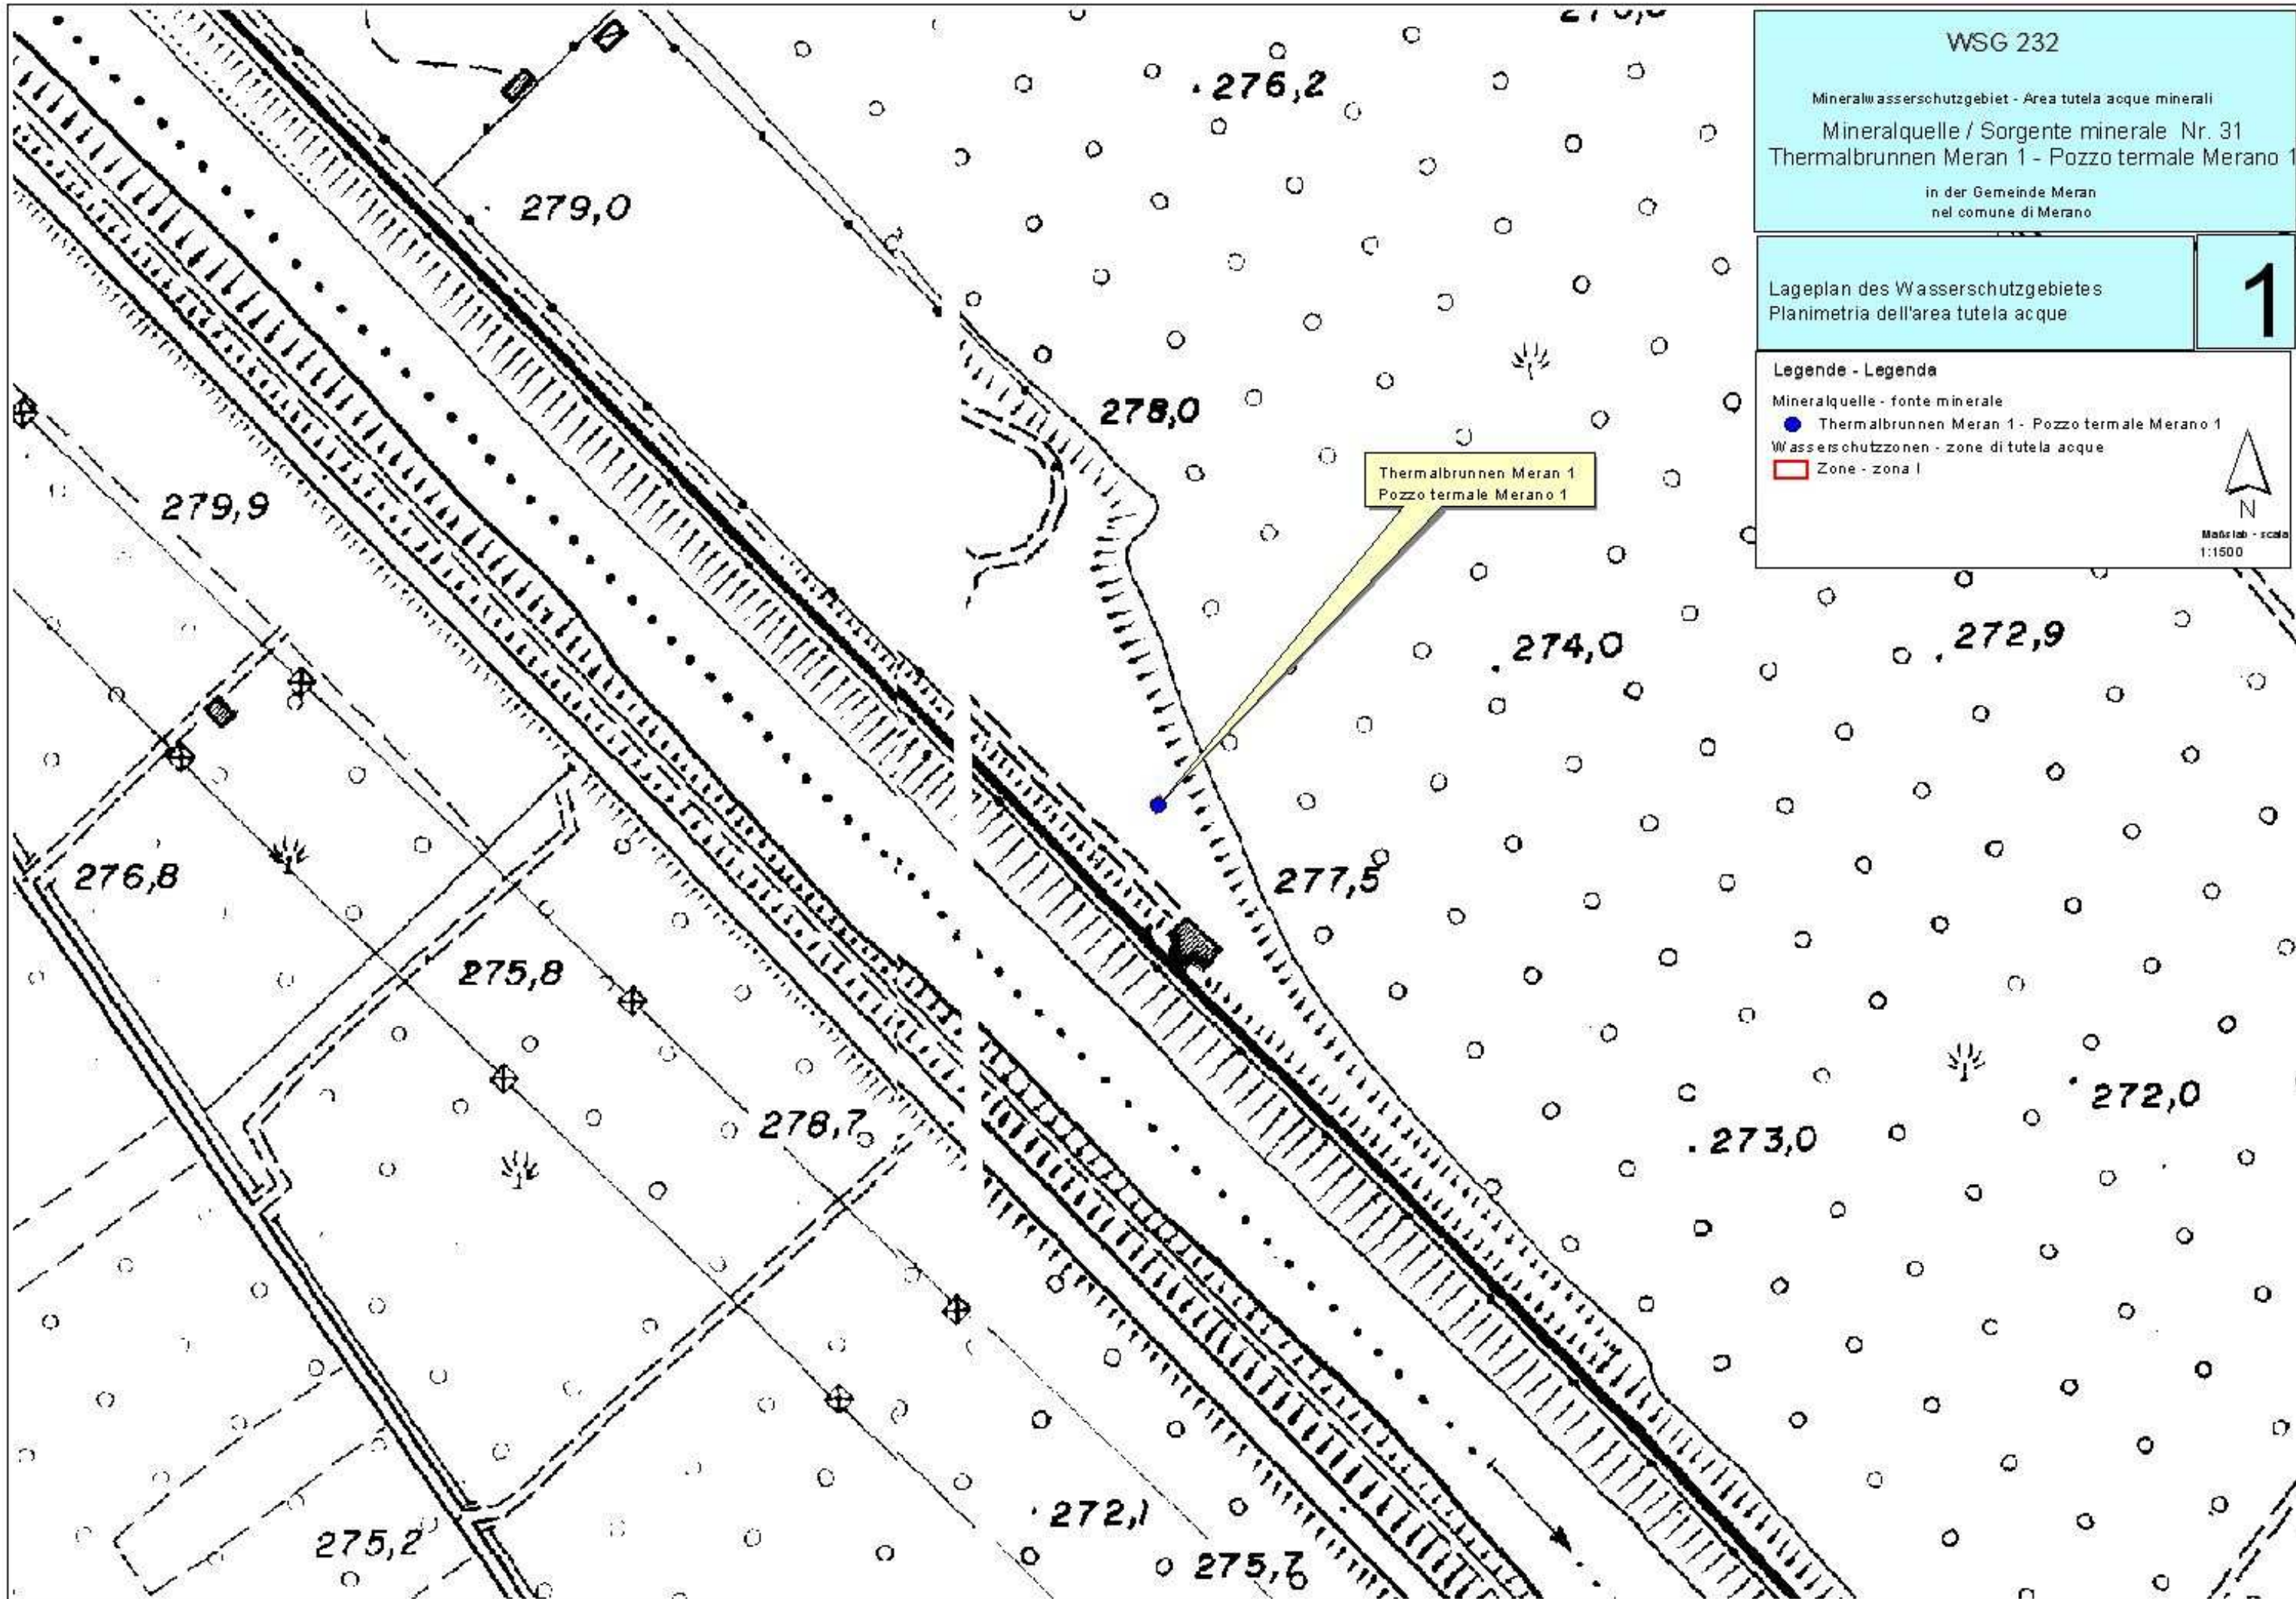 WSG 232
Mineralwasserschutzgebiet - Area tutela acque minerali
Mineralquelle / Sorgente minerale Nr. 31
Thermalbrunnen Meran 1 - Pozzo termale Merano 1
in der Gemeinde Meran
nel comune di Merano
Lageplan des Wasserschutzgebietes
Planimetria dell'area tutela acque
1
Legende - Legenda
Mineralquelle - fonte minerale
Thermalbrunnen Meran 1 - Pozzo termale Merano 1
Wasserschutzzonen - zone di tutela acque
Zone - zona I
N
Maßstab - scala
1:1500
276,2
279,0
278,0
Thermalbrunnen Meran 1
Pozzo termale Merano 1
279,9
274,0
272,9
276,8
277,5
275,8
278,7
273,0
272,0
272,1
275,2
275,7